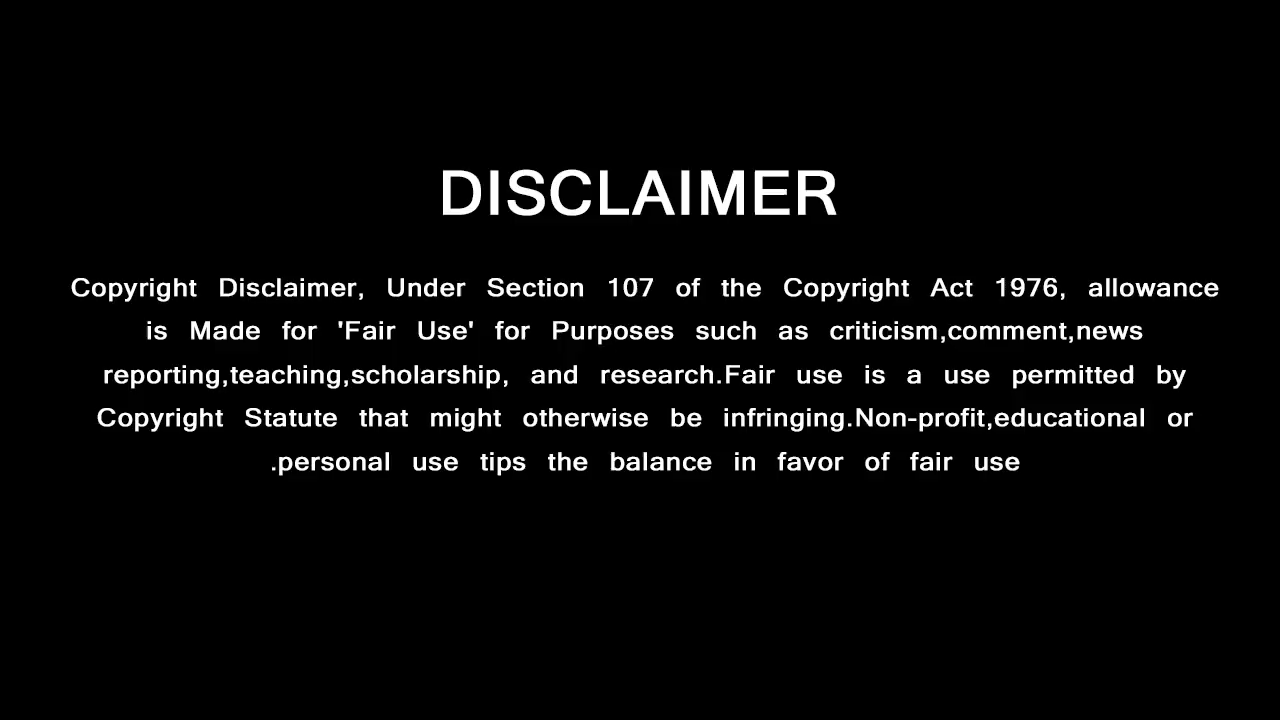 DISCLAIMER
Copyright Disclaimer, Under Section 107 of the Copyright Act 1976, allowance
is Made for 'Fair Use' for Purposes such as criticism,comment,news
reporting,teaching,scholarship, and research.Fair use is a use permitted by
Copyright Statute that might otherwise be infringing.Non-profit,educational or
.personal use tips the balance in favor of fair use